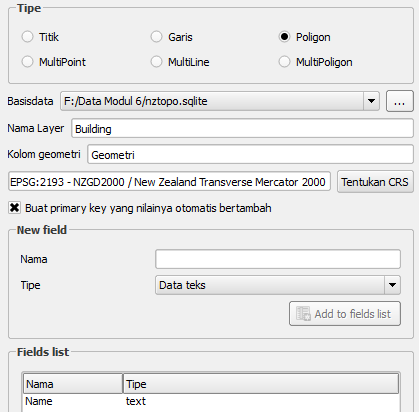 Tipe
Titik Garis Poligon
MultiPoint MultiLine MultiPoligon
Basisdata F:/Data Modul 6/nztopo.sqlite ...
Nama Layer Building
Kolom geometri Geometri
EPSG:2193 - NZGD2000 / New Zealand Transverse Mercator 2000 Tentukan CRS
Buat primary key yang nilainya otomatis bertambah
New field
Nama
Tipe Data teks
Add to fields list
Fields list
Nama Tipe
Name text